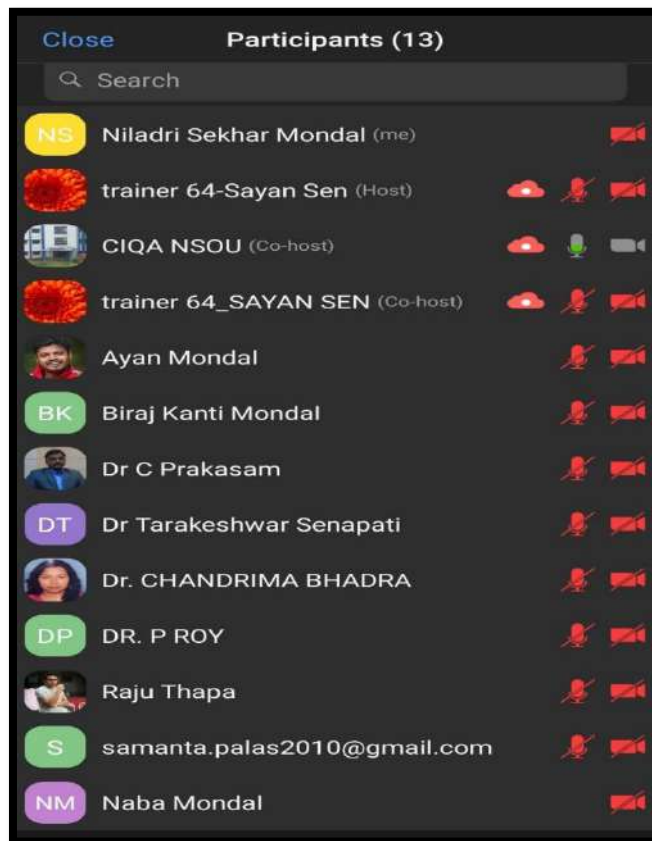 Close Participants (13)
Search
NS Niladri Sekhar Mondal (me)
trainer 64-Sayan Sen (Host)
CIQA NSOU (Co-host)
trainer 64_SAYAN SEN (Co-host)
Ayan Mondal
BK Biraj Kanti Mondal
Dr C Prakasam
DT Dr Tarakeshwar Senapati
Dr. CHANDRIMA BHADRA
DP DR. P ROY
Raju Thapa
S samanta.palas2010@gmail.com
NM Naba Mondal